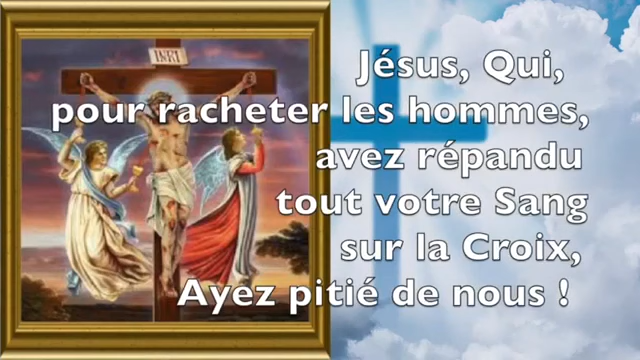 INRI
Jésus, Qui,
pour racheter les hommes,
avez répandu
tout votre Sang
sur la Croix,
Ayez pitié de nous !